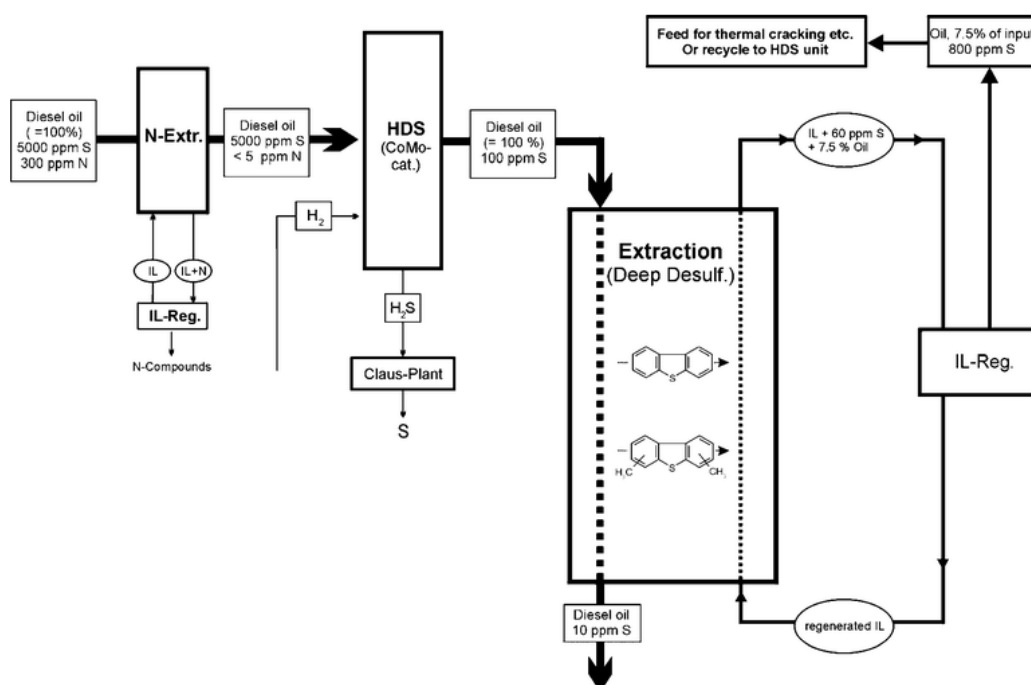 Feed for thermal cracking etc.
Or recycle to HDS unit
Oil, 7.5% of input
800 ppm S
Diesel oil
( =100%)
5000 ppm S
300 ppm N
N-Extr.
Diesel oil
5000 ppm S
< 5 ppm N
HDS
(CoMo-
cat.)
Diesel oil
(= 100 %)
100 ppm S
IL + 60 ppm S
+ 7.5 % Oil
H2
IL
IL+N
IL-Reg.
N-Compounds
H2S
Claus-Plant
S
Extraction
(Deep Desulf.)
S
S
H3C
CH3
IL-Reg.
Diesel oil
10 ppm S
regenerated IL